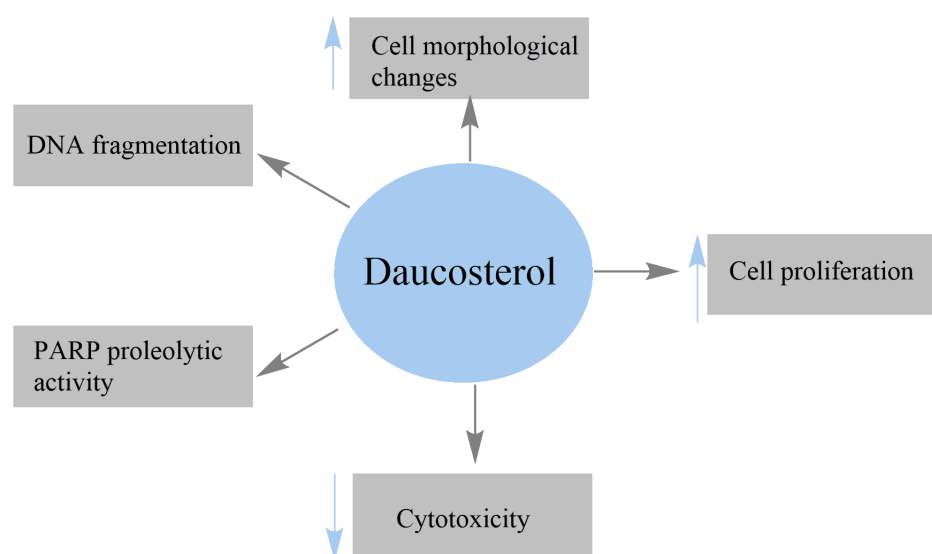 Cell morphological
changes
DNA fragmentation
Daucosterol
Cell proliferation
PARP proleolytic
activity
Cytotoxicity